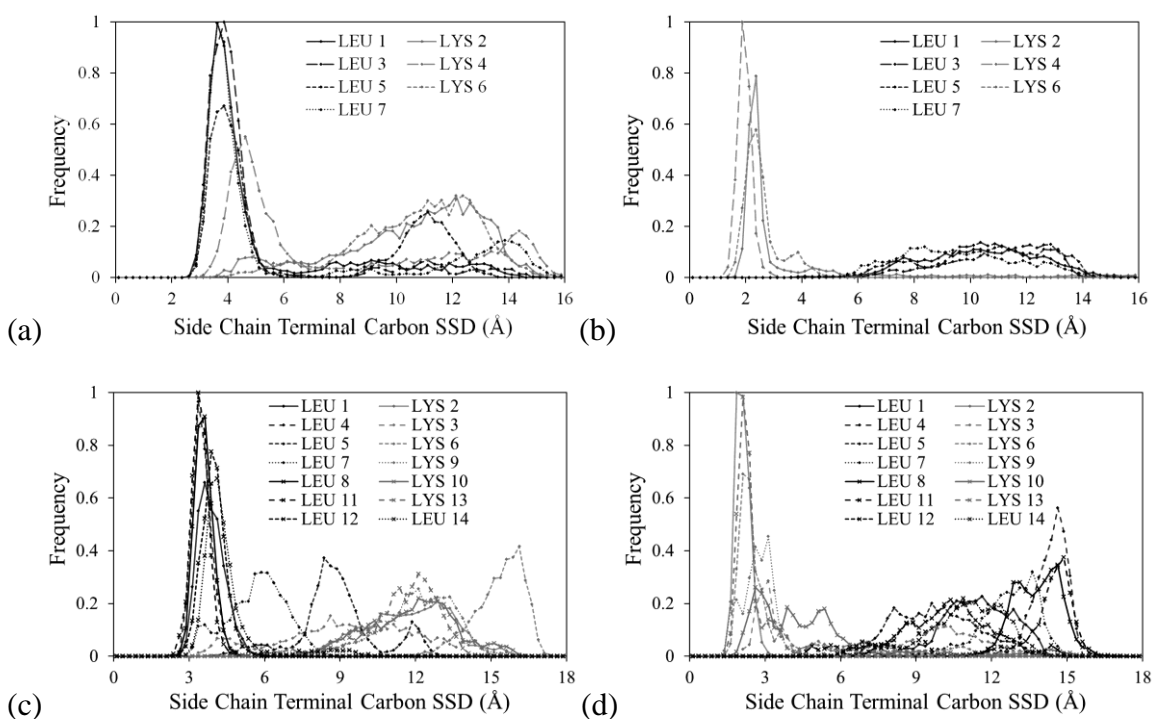 1
0.8
0.6
0.4
0.2
0
Frequency
LEU 1 LYS 2
LEU 3 LYS 4
LEU 5 LYS 6
LEU 7
0 2 4 6 8 10 12 14 16
(a) Side Chain Terminal Carbon SSD (Å)
1
0.8
0.6
0.4
0.2
0
Frequency
LEU 1 LYS 2
LEU 3 LYS 4
LEU 5 LYS 6
LEU 7
0 2 4 6 8 10 12 14 16
(b) Side Chain Terminal Carbon SSD (Å)
1
0.8
0.6
0.4
0.2
0
Frequency
LEU 1 LYS 2
LEU 4 LYS 3
LEU 5 LYS 6
LEU 7 LYS 9
LEU 8 LYS 10
LEU 11 LYS 13
LEU 12 LEU 14
0 3 6 9 12 15 18
(c) Side Chain Terminal Carbon SSD (Å)
1
0.8
0.6
0.4
0.2
0
Frequency
LEU 1 LYS 2
LEU 4 LYS 3
LEU 5 LYS 6
LEU 7 LYS 9
LEU 8 LYS 10
LEU 11 LYS 13
LEU 12 LEU 14
0 3 6 9 12 15 18
(d) Side Chain Terminal Carbon SSD (Å)